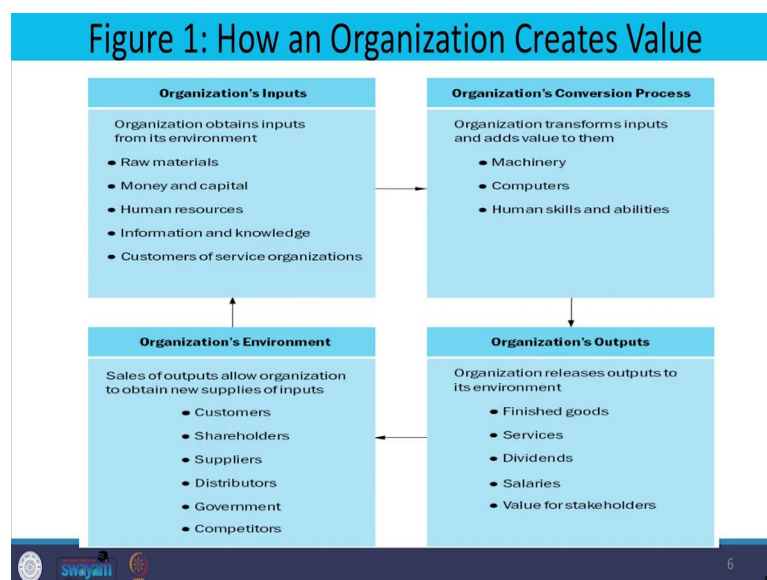 Figure 1: How an Organization Creates Value
Organization's Inputs
Organization obtains inputs
from its environment
• Raw materials
• Money and capital
• Human resources
• Information and knowledge
• Customers of service organizations
Organization's Conversion Process
Organization transforms inputs
and adds value to them
• Machinery
• Computers
• Human skills and abilities
Organization's Environment
Sales of outputs allow organization
to obtain new supplies of inputs
• Customers
• Shareholders
• Suppliers
• Distributors
• Government
• Competitors
Organization's Outputs
Organization releases outputs to
its environment
• Finished goods
• Services
• Dividends
• Salaries
• Value for stakeholders
swayam
6